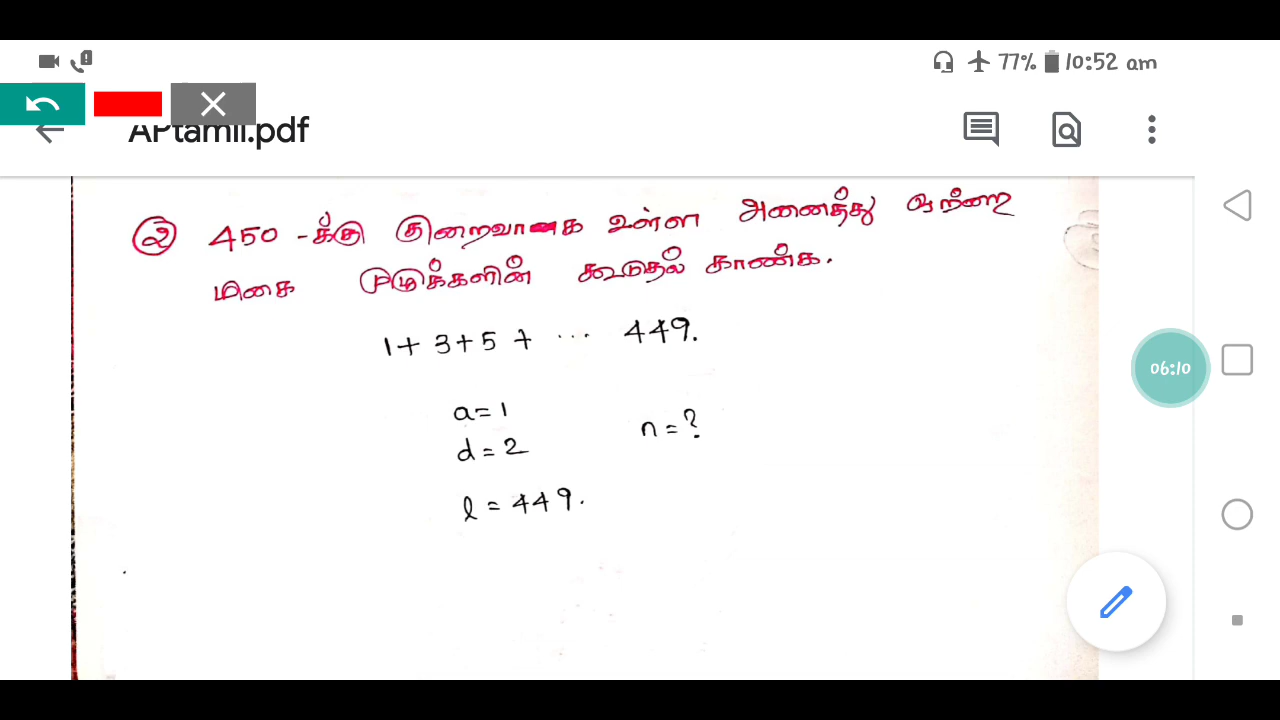 77% 10:52 am
APtamil.pdf
② 450 -க்கு குறைவாக உள்ள அனைத்து ஒற்றை
மிகை முழுக்களின் கூடுதல் காண்க.
1 + 3 + 5 + ... 449.
a = 1
n = ?
d = 2
l = 449.
06:10